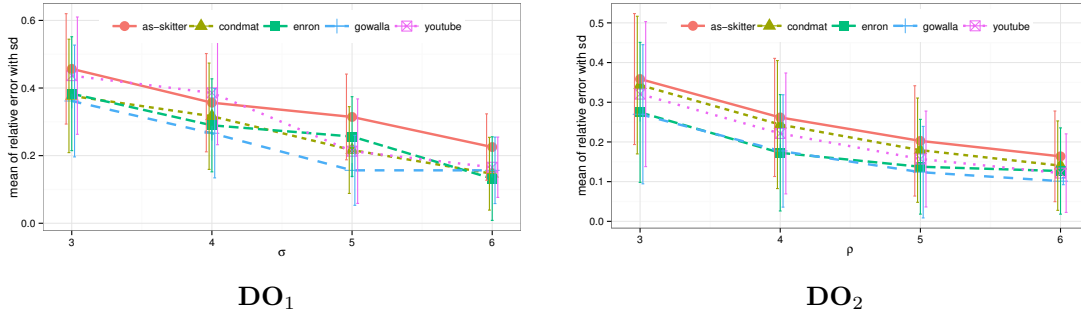 mean of relative error with sd
0.6
0.4
0.2
0.0
as−skitter condmat enron gowalla youtube
3 4 5 6
σ
DO1
mean of relative error with sd
0.5
0.4
0.3
0.2
0.1
0.0
as−skitter condmat enron gowalla youtube
3 4 5 6
ρ
DO2